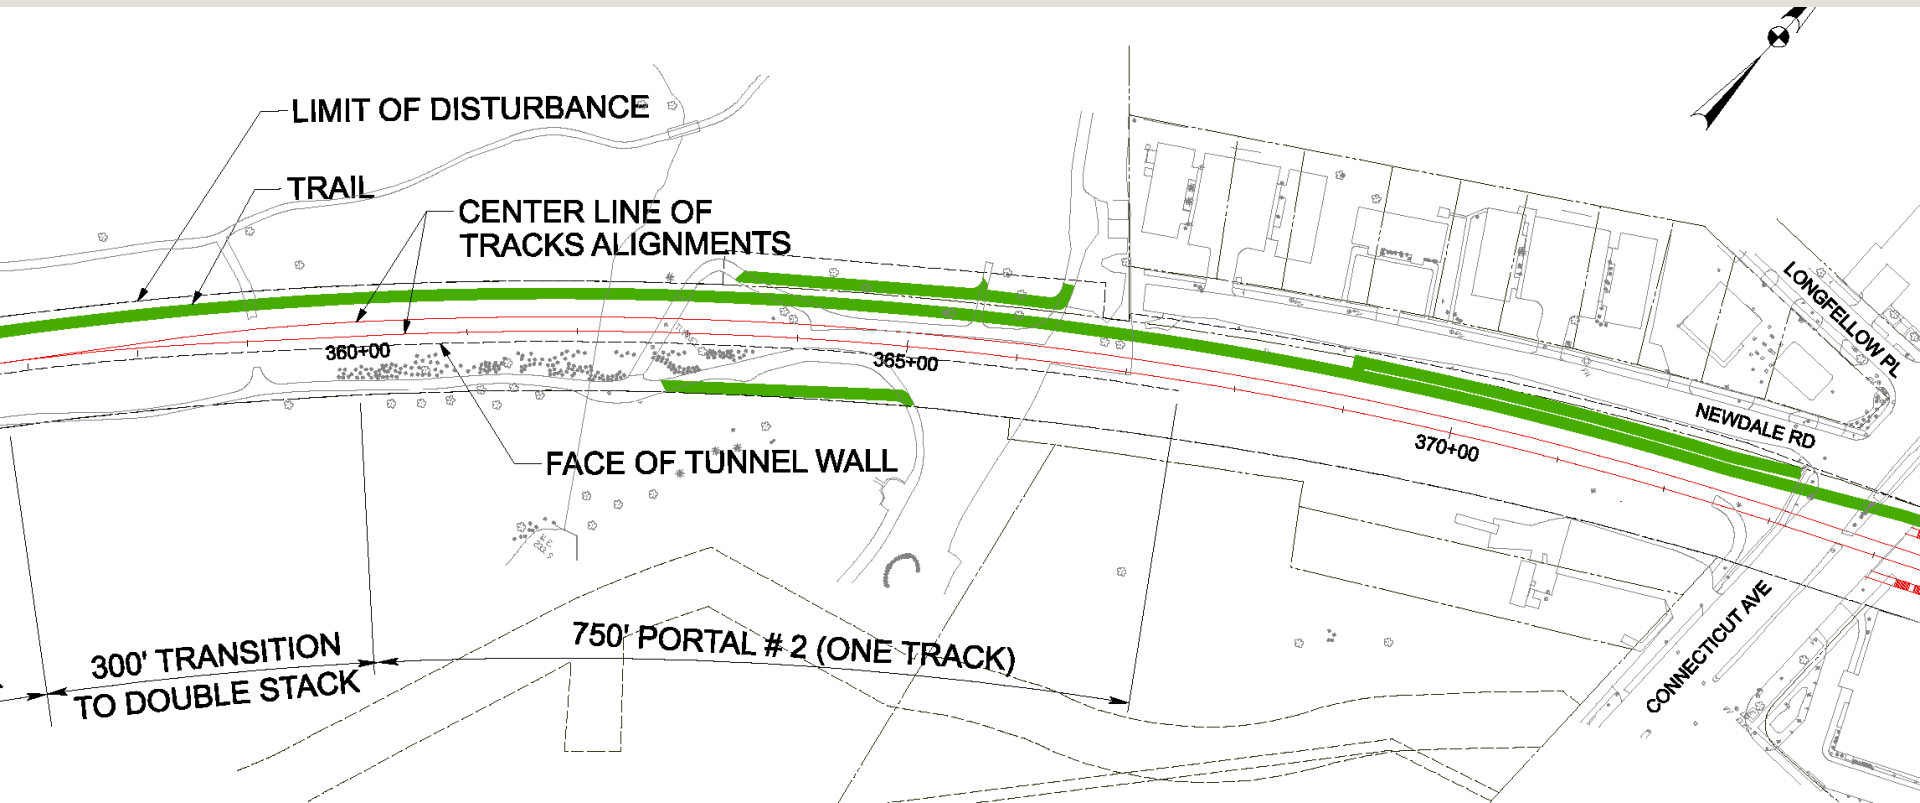 LIMIT OF DISTURBANCE
TRAIL
CENTER LINE OF
TRACKS ALIGNMENTS
360+00
365+00
370+00
LONGFELLOW PL
NEWDALE RD
FACE OF TUNNEL WALL
CONNECTICUT AVE
300' TRANSITION
TO DOUBLE STACK
750' PORTAL # 2 (ONE TRACK)